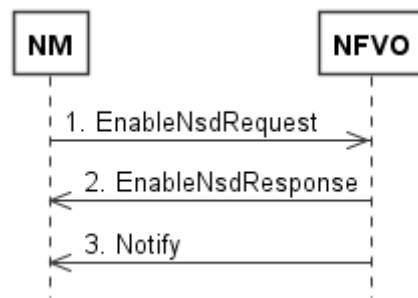 NM
NFVO
1. EnableNsdRequest
2. EnableNsdResponse
3. Notify